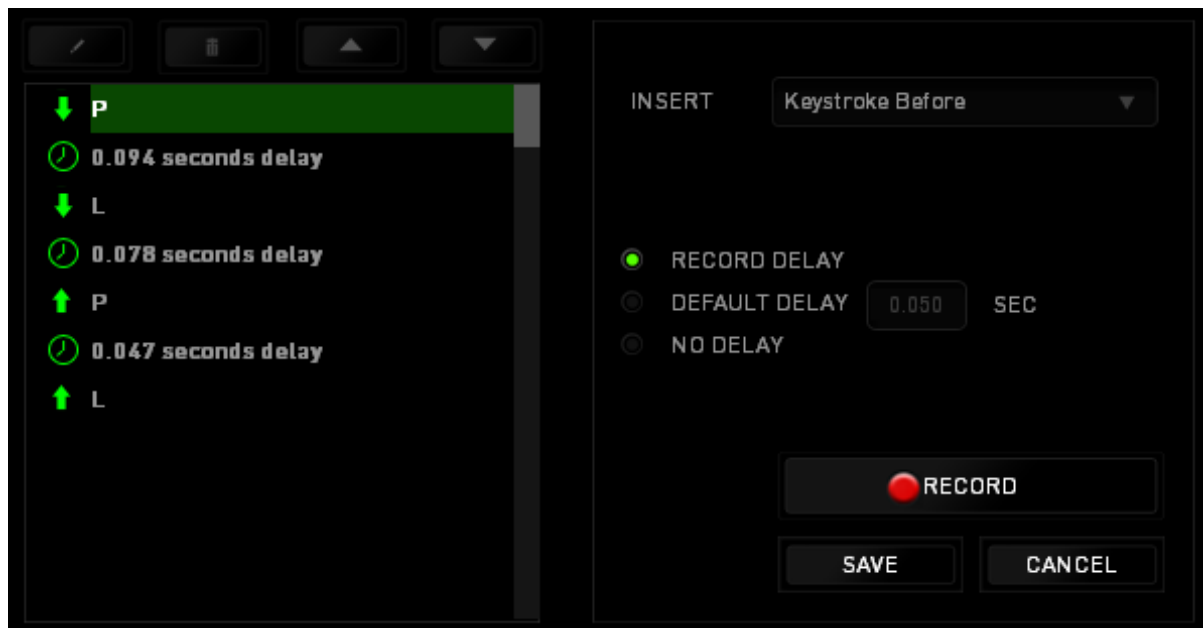 P
0.094 seconds delay
L
0.078 seconds delay
P
0.047 seconds delay
L
INSERT Keystroke Before
RECORD DELAY
DEFAULT DELAY 0.050 SEC
NO DELAY
RECORD
SAVE CANCEL